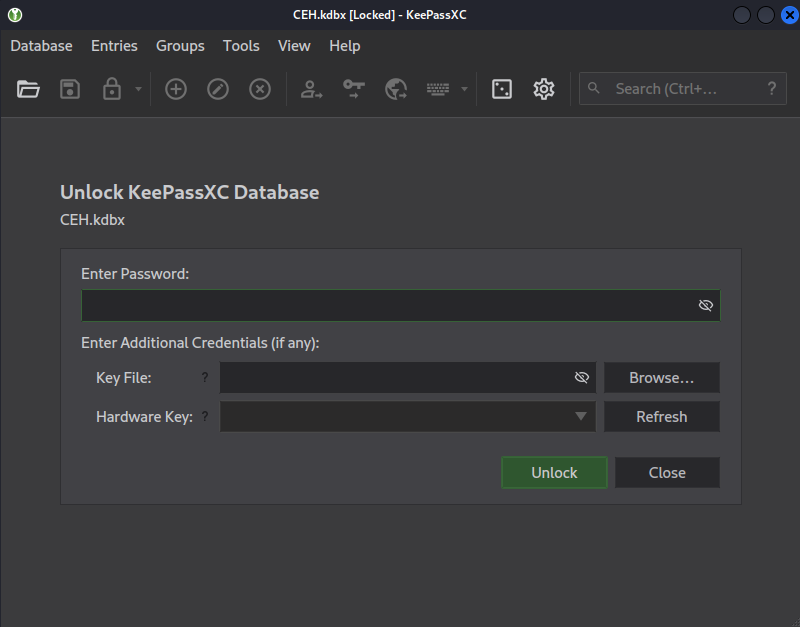 CEH.kdbx [Locked] - KeePassXC
Database Entries Groups Tools View Help
Search (Ctrl+... ?
Unlock KeePassXC Database
CEH.kdbx
Enter Password:
Enter Additional Credentials (if any):
Key File: ? Browse...
Hardware Key: ? Refresh
Unlock Close